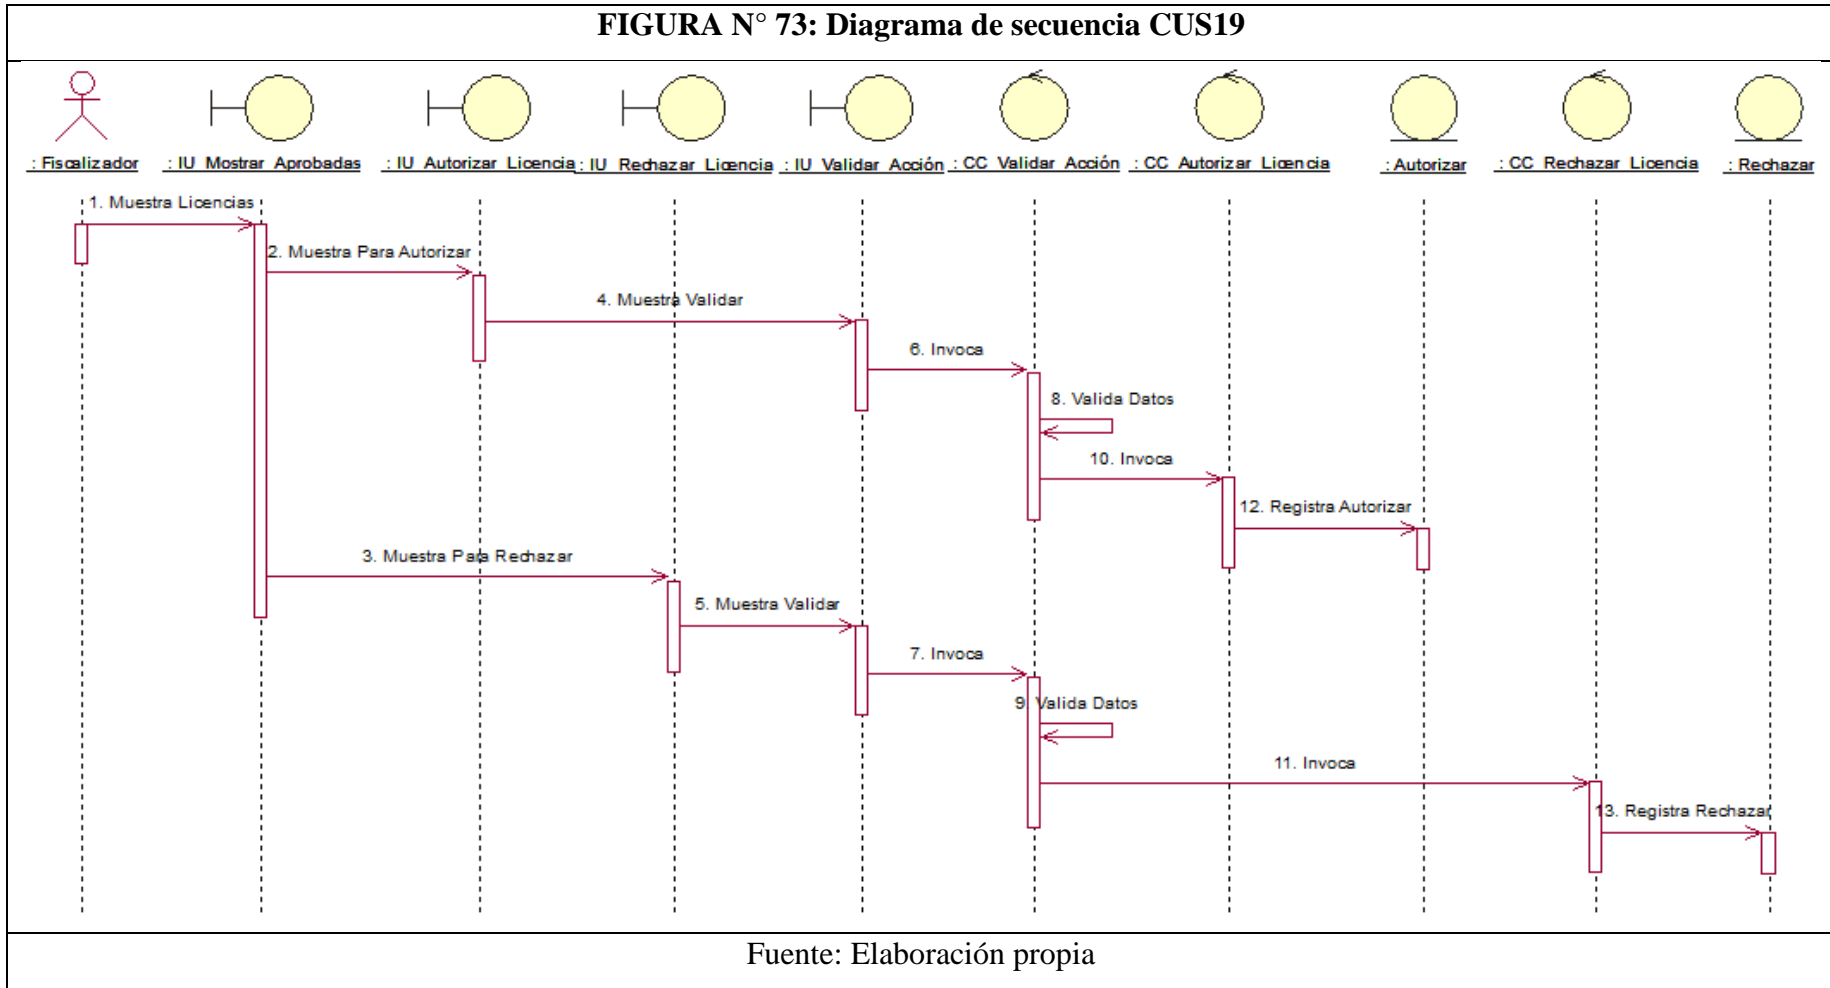 FIGURA N° 73: Diagrama de secuencia CUS19
: Fiscalizador
: IU_Mostrar_Aprobadas
: IU_Autorizar_Licencia
: IU_Rechazar_Licencia
: IU_Validar_Acción
: CC_Validar_Acción
: CC_Autorizar_Licencia
: Autorizar
: CC_Rechazar_Licencia
: Rechazar
1. Muestra Licencias
2. Muestra Para Autorizar
4. Muestra Validar
6. Invoca
8. Valida Datos
10. Invoca
12. Registra Autorizar
3. Muestra Para Rechazar
5. Muestra Validar
7. Invoca
9. Valida Datos
11. Invoca
13. Registra Rechazar
Fuente: Elaboración propia